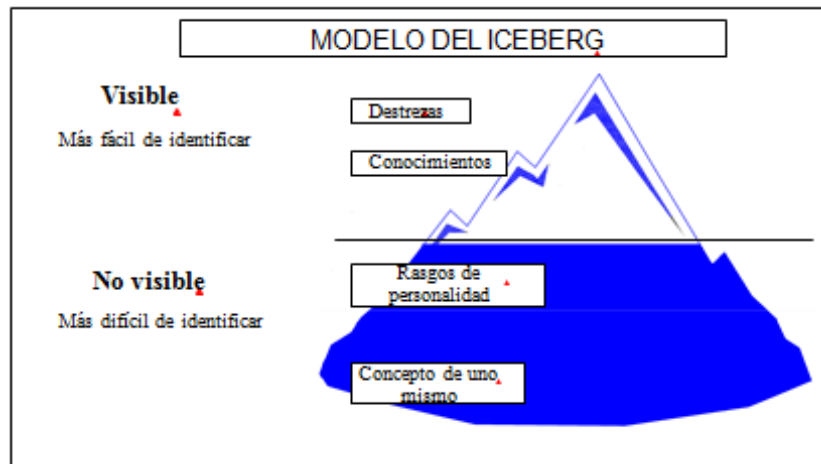 MODELO DEL ICEBERG
Visible
Más fácil de identificar
Destrezas
Conocimientos
No visible
Más difícil de identificar
Rasgos de
personalidad
Concepto de uno
mismo